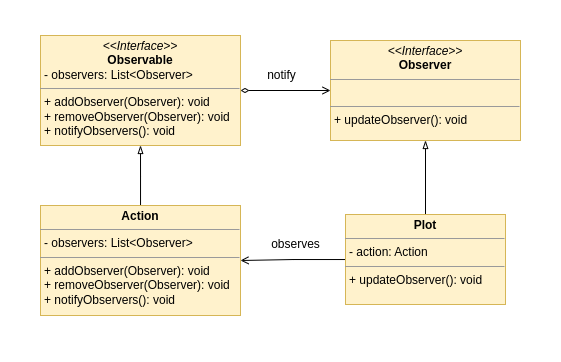 <<Interface>>
Observable
- observers: List<Observer>
+ addObserver(Observer): void
+ removeObserver(Observer): void
+ notifyObservers(): void
notify
<<Interface>>
Observer
+ updateObserver(): void
Action
- observers: List<Observer>
+ addObserver(Observer): void
+ removeObserver(Observer): void
+ notifyObservers(): void
observes
Plot
- action: Action
+ updateObserver(): void